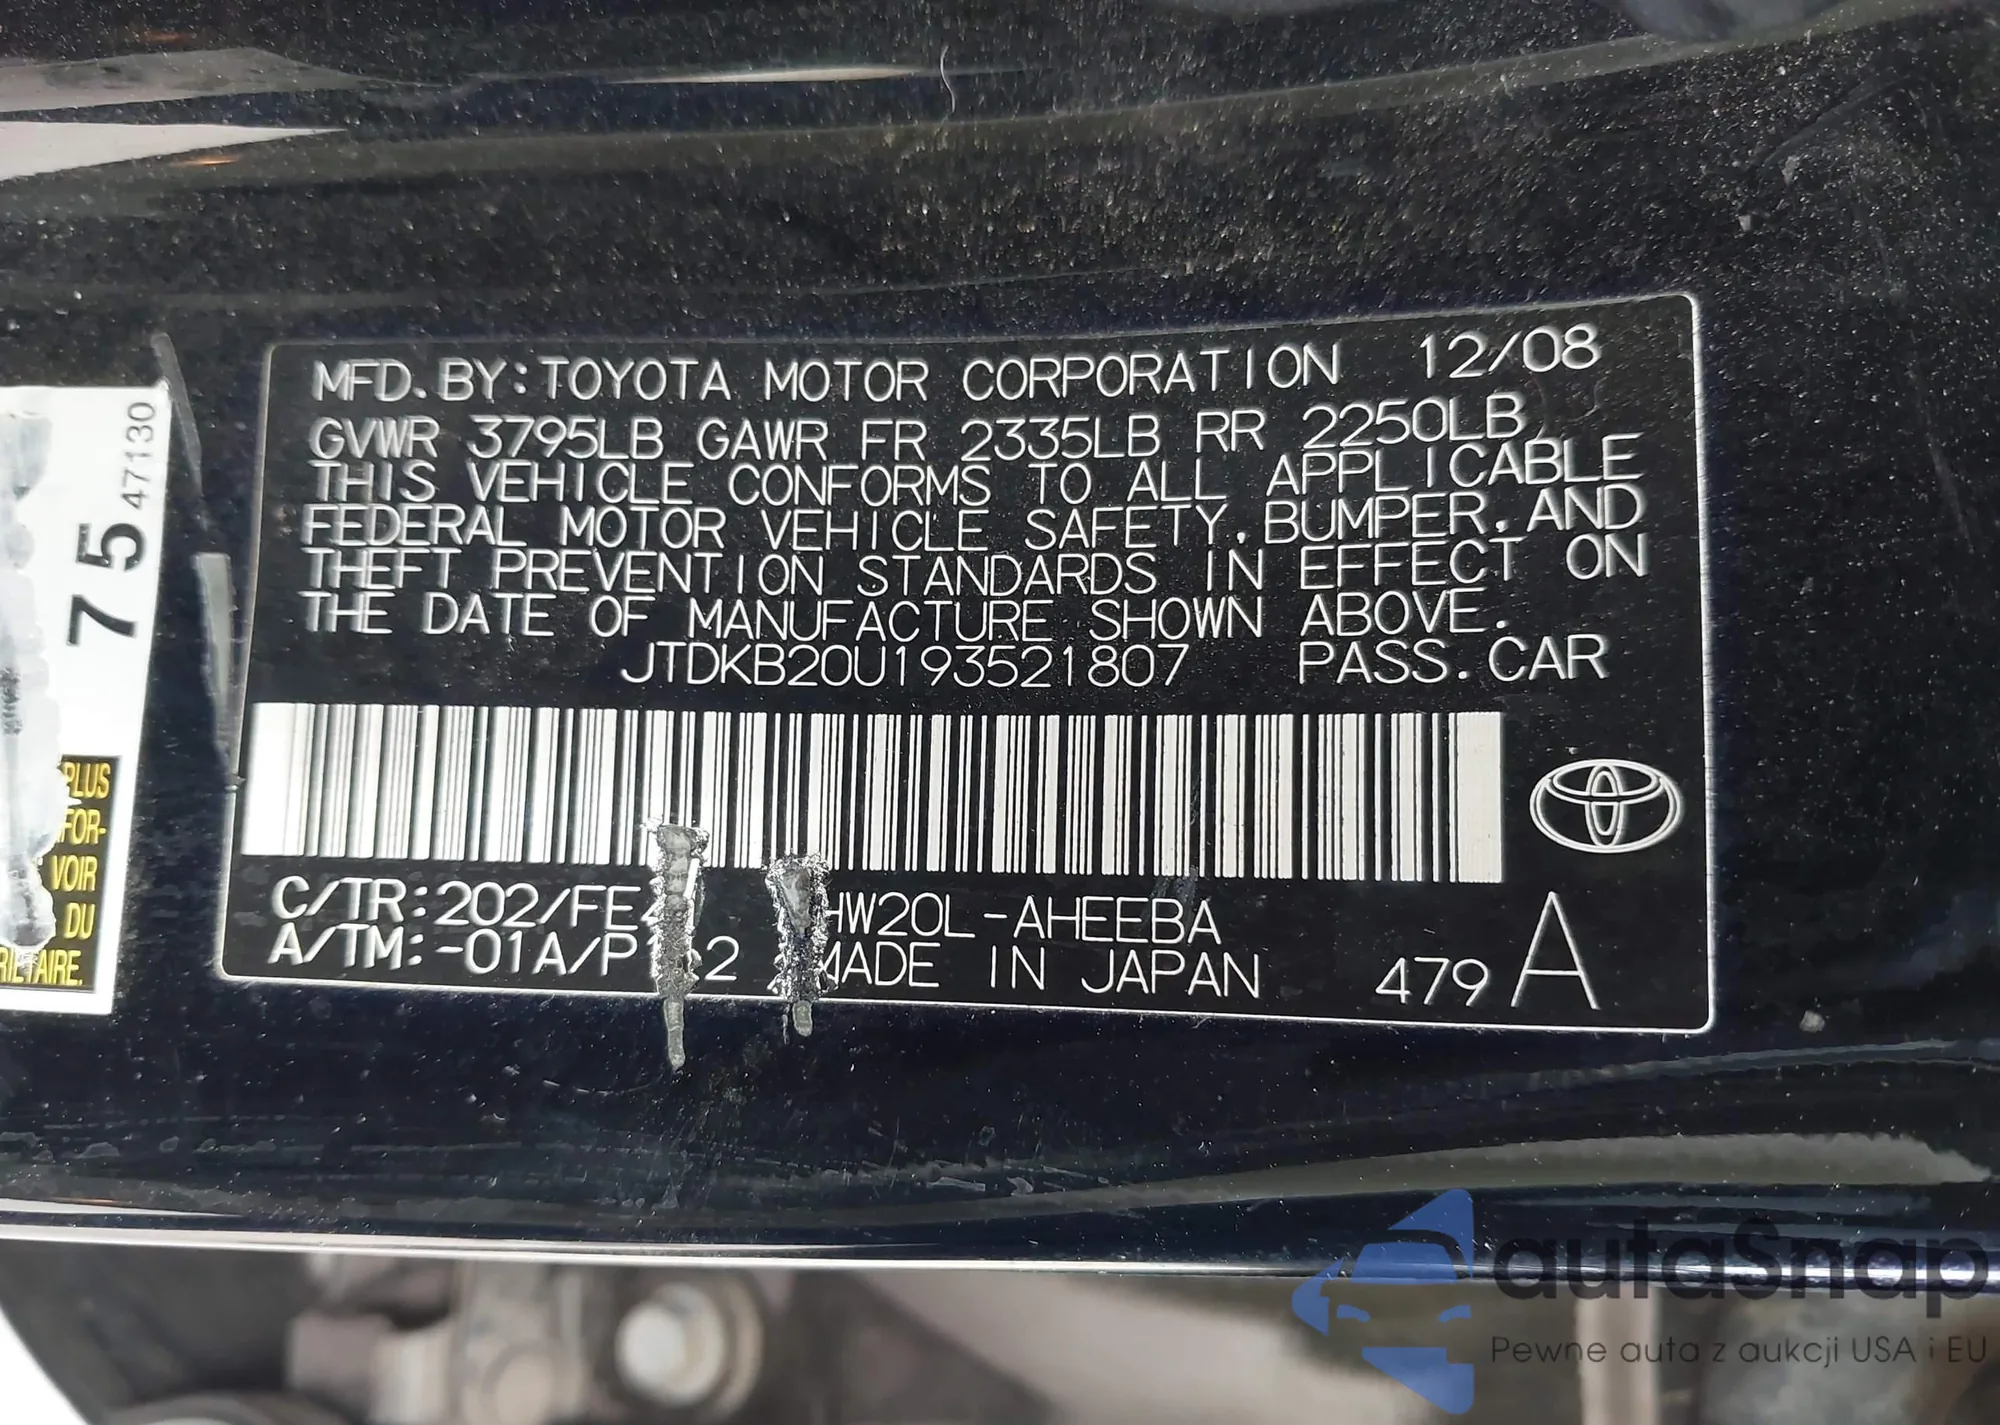 MFD.BY:TOYOTA MOTOR CORPORATION 12/08
GVWR 3795LB GAWR FR 2335LB RR 2250LB
THIS VEHICLE CONFORMS TO ALL APPLICABLE
FEDERAL MOTOR VEHICLE SAFETY, BUMPER, AND
THEFT PREVENTION STANDARDS IN EFFECT ON
THE DATE OF MANUFACTURE SHOWN ABOVE.
JTDKB20U193521807 PASS.CAR
C/TR:202/FE HW20L-AHEEBA
A/TM:-01A/P 2 MADE IN JAPAN 479 A
75 47130
PLUS
FOR-
VOIR
DU
autaSnap
Pewne auta z aukcji USA i EU